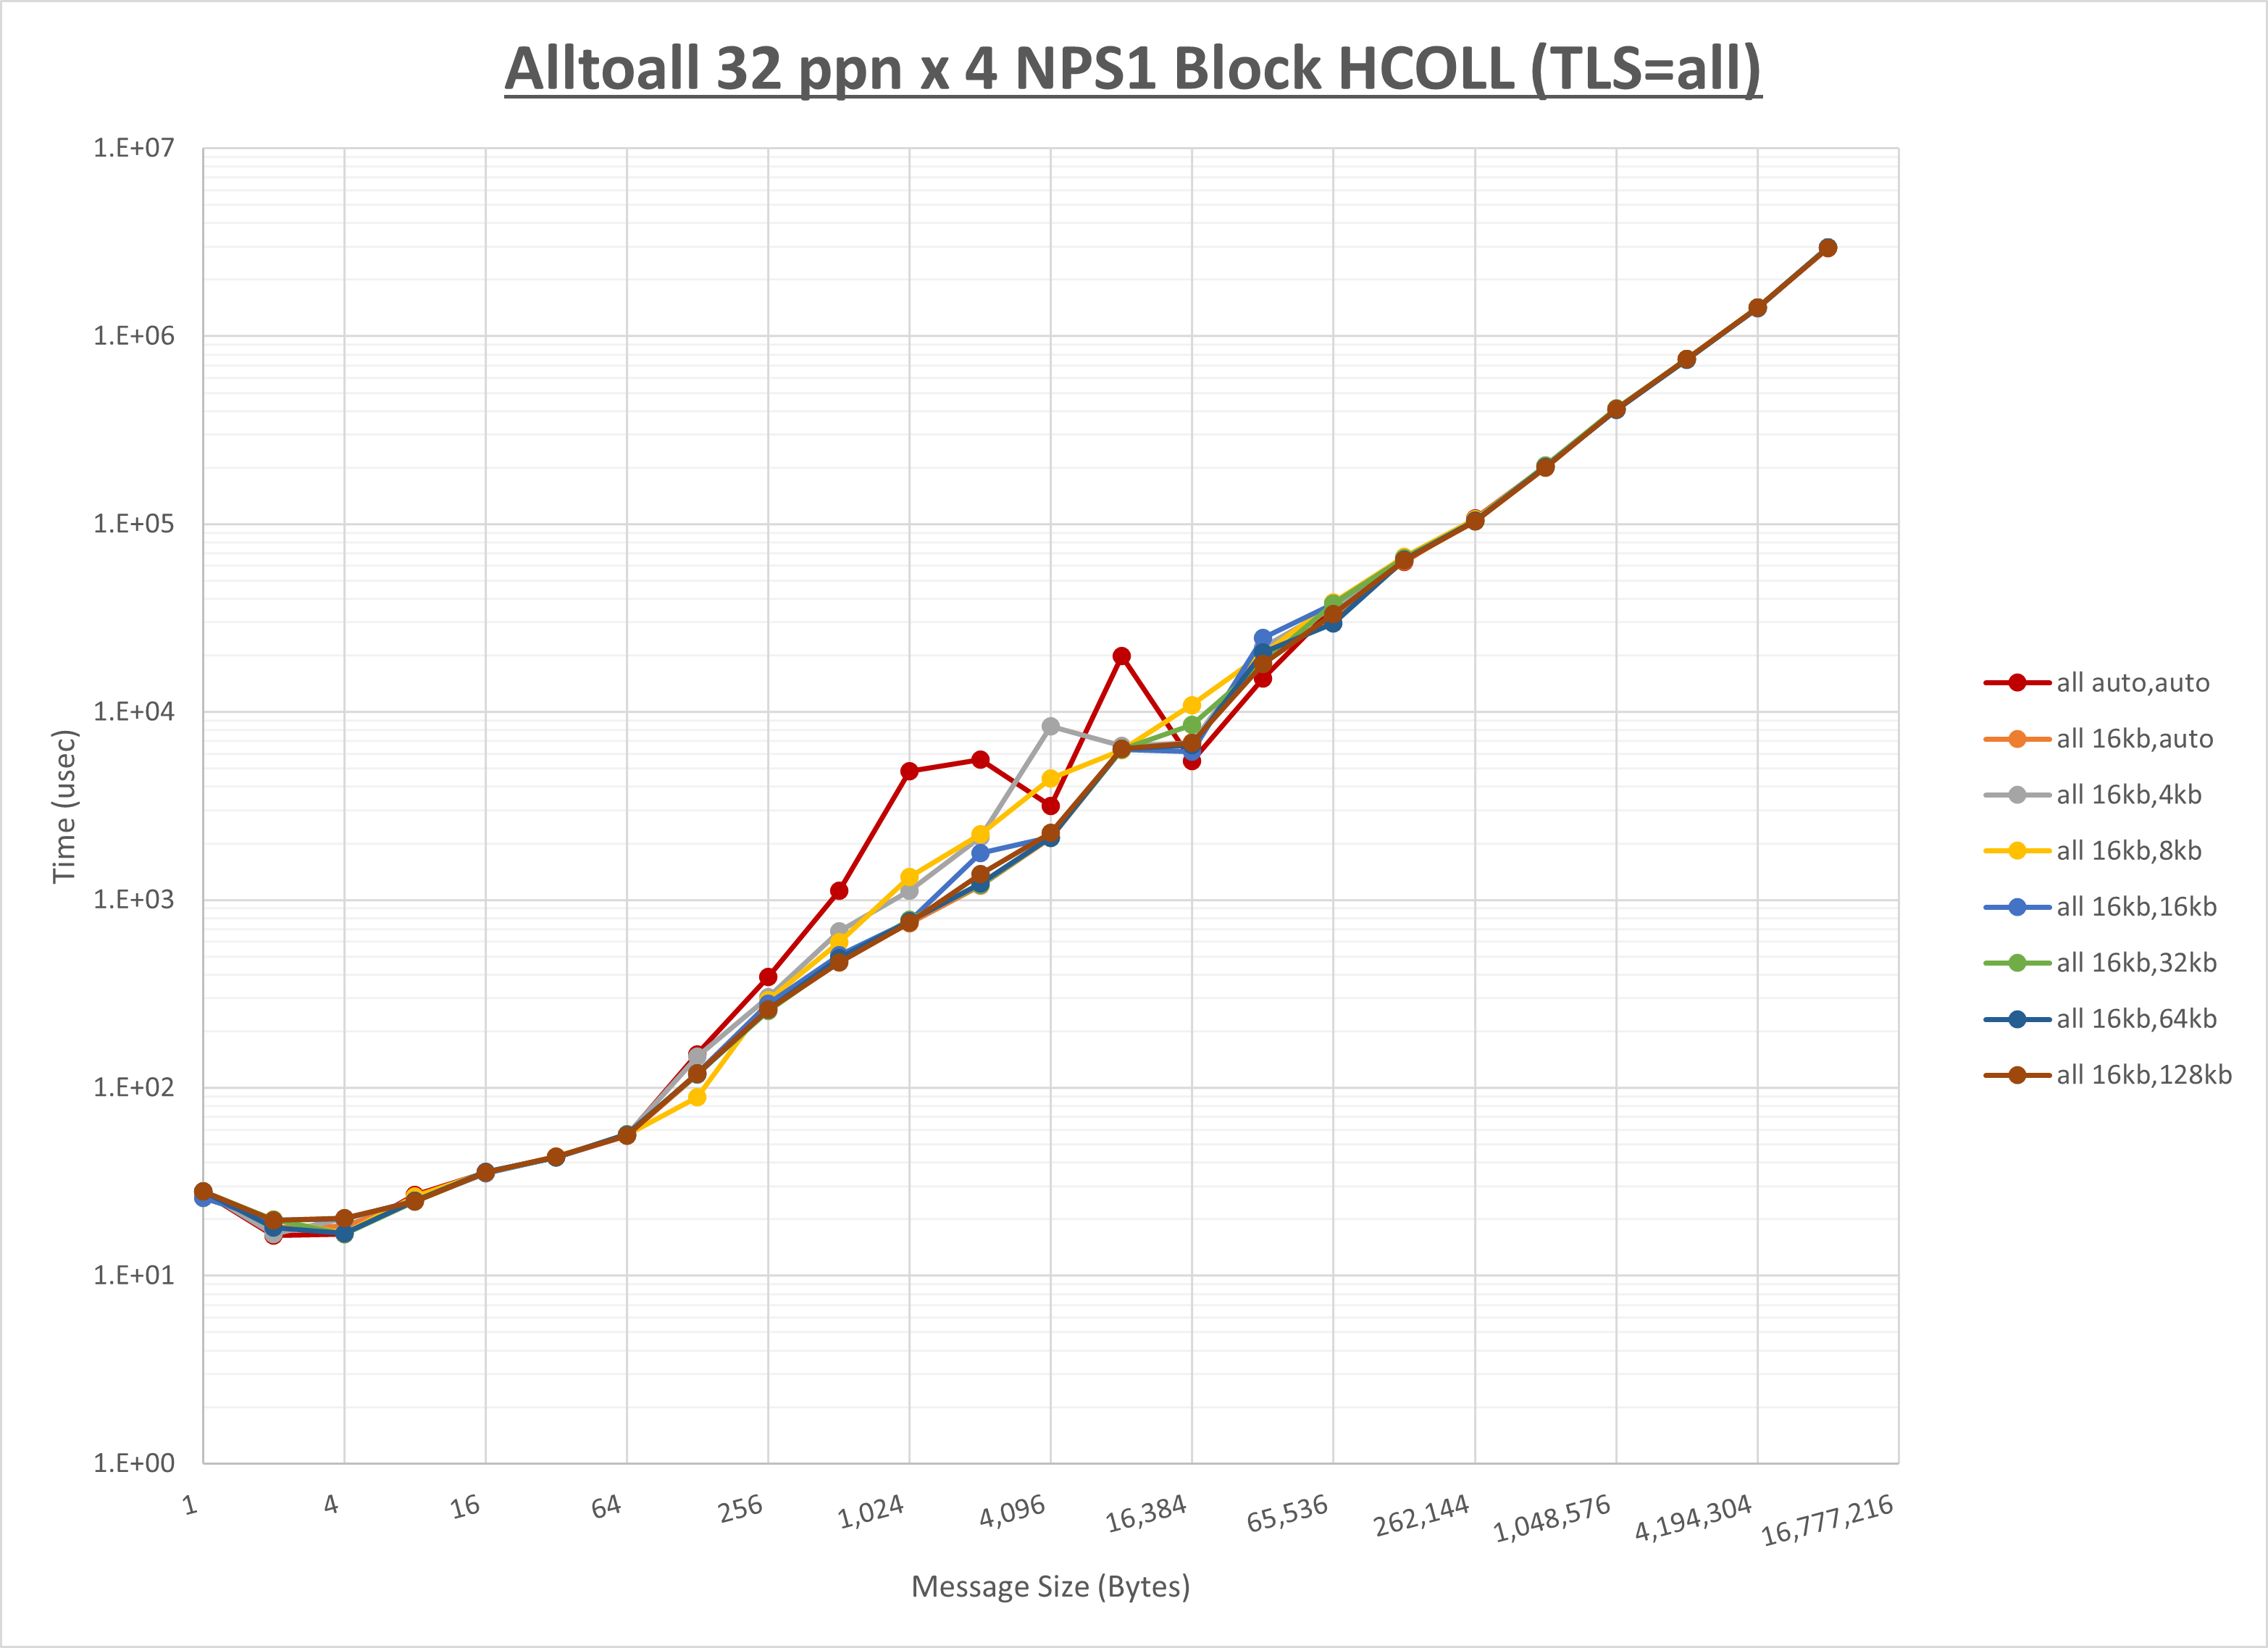 Alltoall 32 ppn x 4 NPS1 Block HCOLL (TLS=all)
1.E+07
1.E+06
1.E+05
1.E+04
1.E+03
1.E+02
1.E+01
1.E+00
Time (usec)
1
4
16
64
256
1,024
4,096
16,384
65,536
262,144
1,048,576
4,194,304
16,777,216
Message Size (Bytes)
all auto,auto
all 16kb,auto
all 16kb,4kb
all 16kb,8kb
all 16kb,16kb
all 16kb,32kb
all 16kb,64kb
all 16kb,128kb